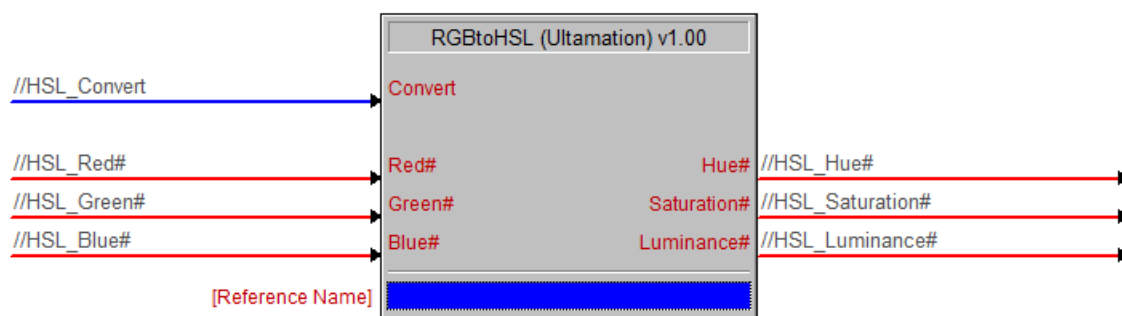 RGBtoHSL (Ultamation) v1.00
//HSL_Convert
Convert
//HSL_Red#
Red#
Hue#
//HSL_Hue#
//HSL_Green#
Green#
Saturation#
//HSL_Saturation#
//HSL_Blue#
Blue#
Luminance#
//HSL_Luminance#
[Reference Name]